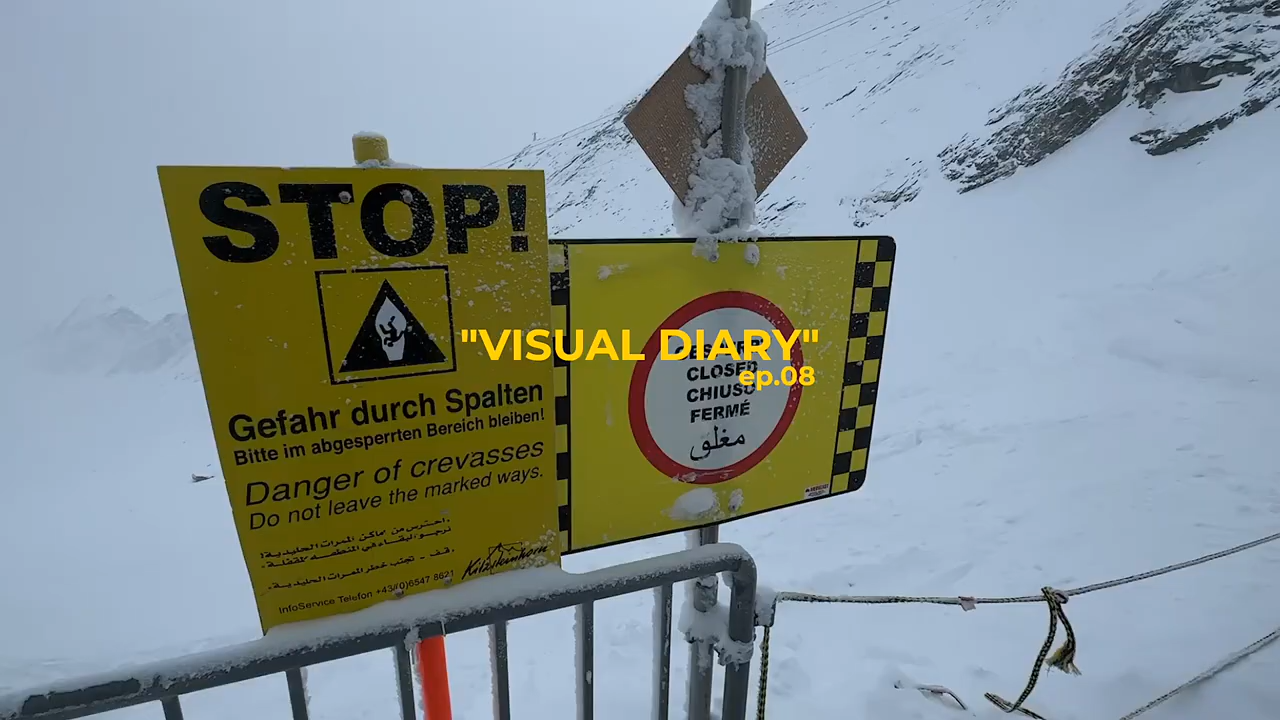 STOP!
Gefahr durch Spalten
Bitte im abgesperrten Bereich bleiben!
Danger of crevasses
Do not leave the marked ways.
InfoService Telefon +43/(0)6547 8621
Kitzsteinhorn
CLOSED
CHIUSO
FERMÉ
مغلق
"VISUAL DIARY"
ep.08